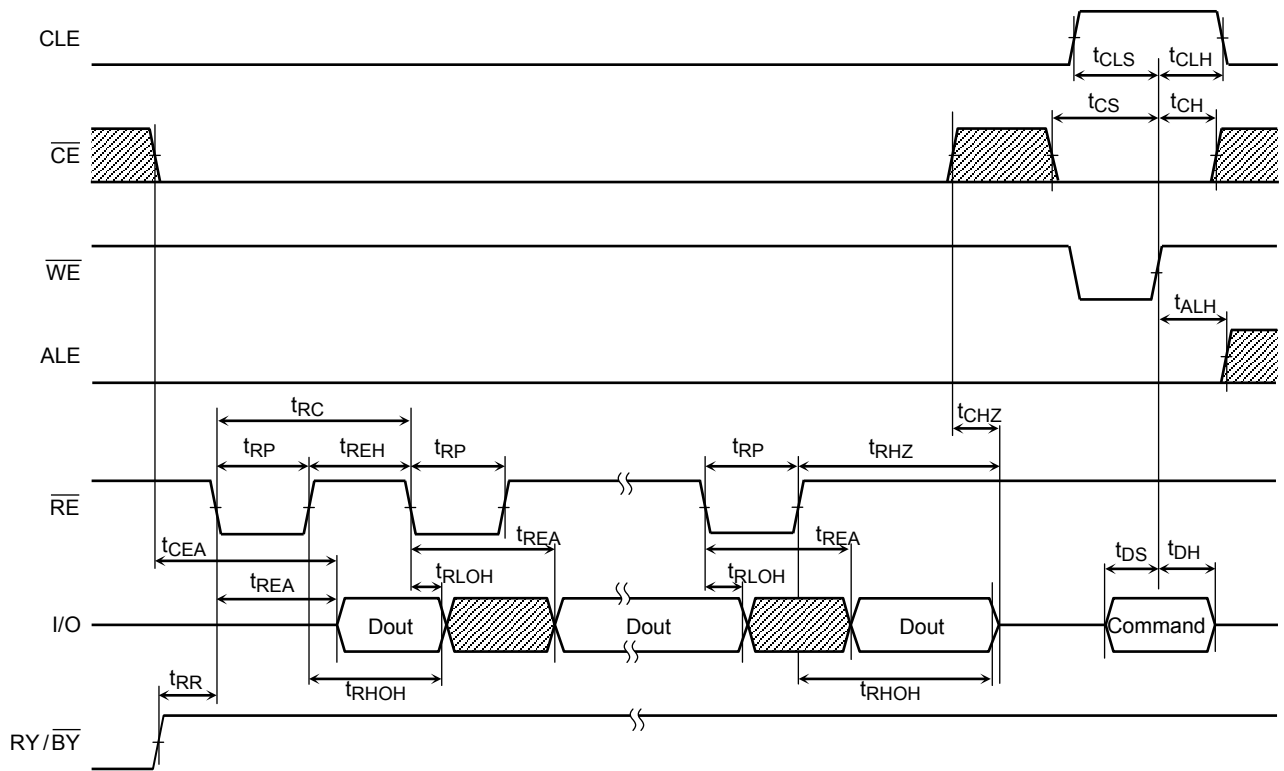 CLE
tCLS tCLH
tCS tCH
CE
WE
tALH
ALE
tRC
tCHZ
tRP tREH tRP tRP tRHZ
RE
tCEA tREA tREA
tREA tRLOH tRLOH tDS tDH
I/O Dout Dout Dout Command
tRR tRHOH tRHOH
RY/BY